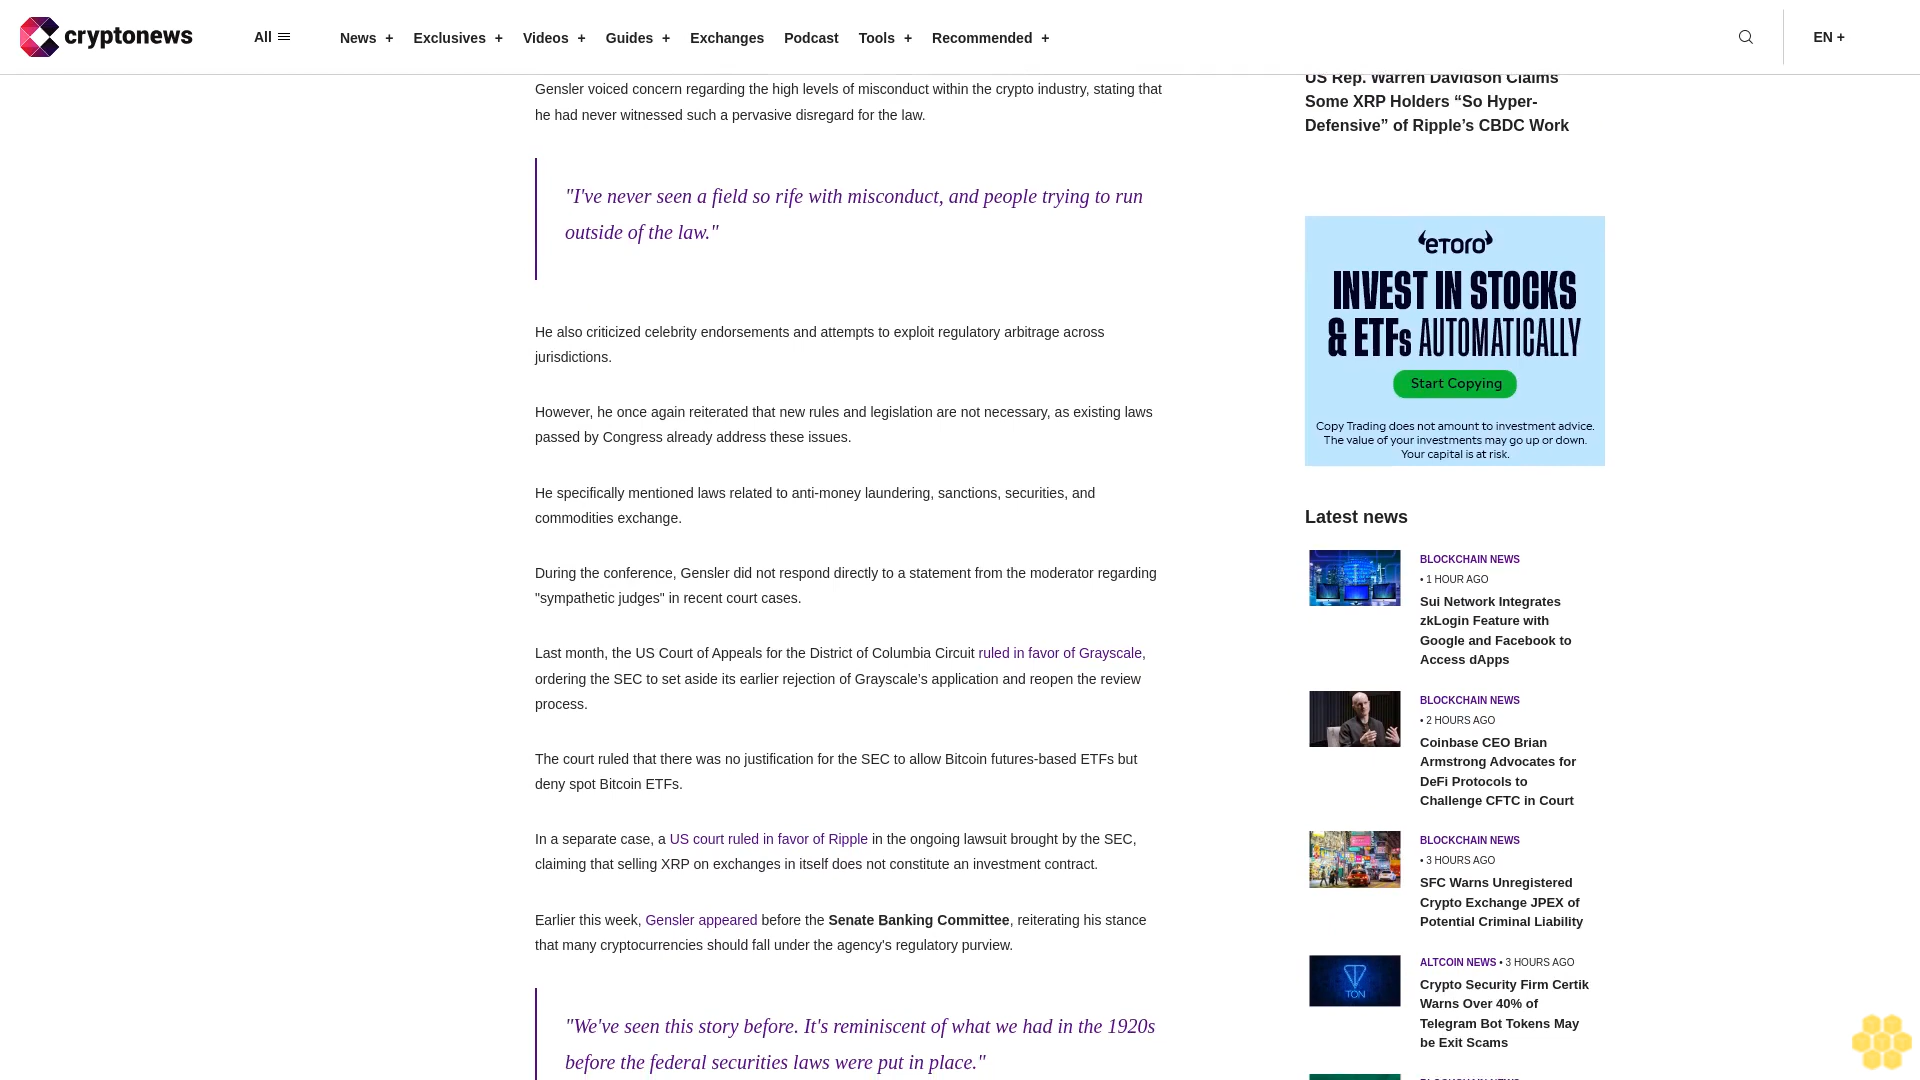 cryptonews
All
News +
Exclusives +
Videos +
Guides +
Exchanges
Podcast
Tools +
Recommended +
EN +
Gensler voiced concern regarding the high levels of misconduct within the crypto industry, stating that
he had never witnessed such a pervasive disregard for the law.
"I've never seen a field so rife with misconduct, and people trying to run
outside of the law."
He also criticized celebrity endorsements and attempts to exploit regulatory arbitrage across
jurisdictions.
However, he once again reiterated that new rules and legislation are not necessary, as existing laws
passed by Congress already address these issues.
He specifically mentioned laws related to anti-money laundering, sanctions, securities, and
commodities exchange.
During the conference, Gensler did not respond directly to a statement from the moderator regarding
"sympathetic judges" in recent court cases.
Last month, the US Court of Appeals for the District of Columbia Circuit ruled in favor of Grayscale,
ordering the SEC to set aside its earlier rejection of Grayscale’s application and reopen the review
process.
The court ruled that there was no justification for the SEC to allow Bitcoin futures-based ETFs but
deny spot Bitcoin ETFs.
In a separate case, a US court ruled in favor of Ripple in the ongoing lawsuit brought by the SEC,
claiming that selling XRP on exchanges in itself does not constitute an investment contract.
Earlier this week, Gensler appeared before the Senate Banking Committee, reiterating his stance
that many cryptocurrencies should fall under the agency's regulatory purview.
"We've seen this story before. It's reminiscent of what we had in the 1920s
before the federal securities laws were put in place."
US Rep. Warren Davidson Claims
Some XRP Holders “So Hyper-
Defensive” of Ripple’s CBDC Work
eToro
INVEST IN STOCKS
& ETFs AUTOMATICALLY
Start Copying
Copy Trading does not amount to investment advice.
The value of your investments may go up or down.
Your capital is at risk.
Latest news
BLOCKCHAIN NEWS
• 1 HOUR AGO
Sui Network Integrates
zkLogin Feature with
Google and Facebook to
Access dApps
BLOCKCHAIN NEWS
• 2 HOURS AGO
Coinbase CEO Brian
Armstrong Advocates for
DeFi Protocols to
Challenge CFTC in Court
BLOCKCHAIN NEWS
• 3 HOURS AGO
SFC Warns Unregistered
Crypto Exchange JPEX of
Potential Criminal Liability
TON
ALTCOIN NEWS • 3 HOURS AGO
Crypto Security Firm Certik
Warns Over 40% of
Telegram Bot Tokens May
be Exit Scams